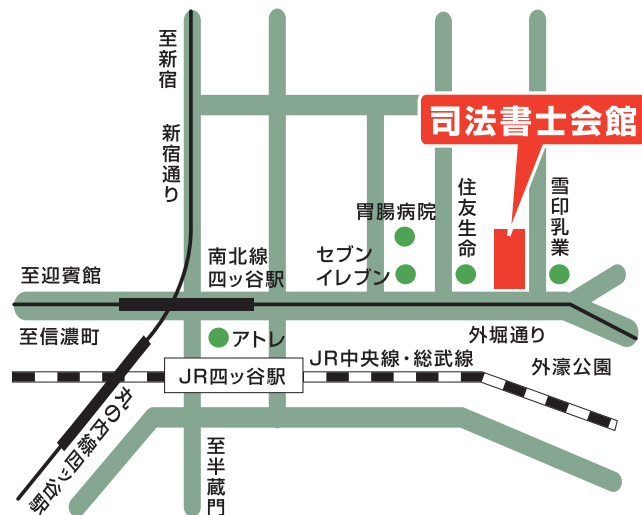 至新宿
新宿通り
司法書士会館
胃腸病院
住友生命
雪印乳業
南北線
四ッ谷駅
セブン
イレブン
至迎賓館
至信濃町
アトレ
外堀通り
JR四ッ谷駅
JR中央線・総武線
外濠公園
丸の内線四ッ谷駅
至半蔵門